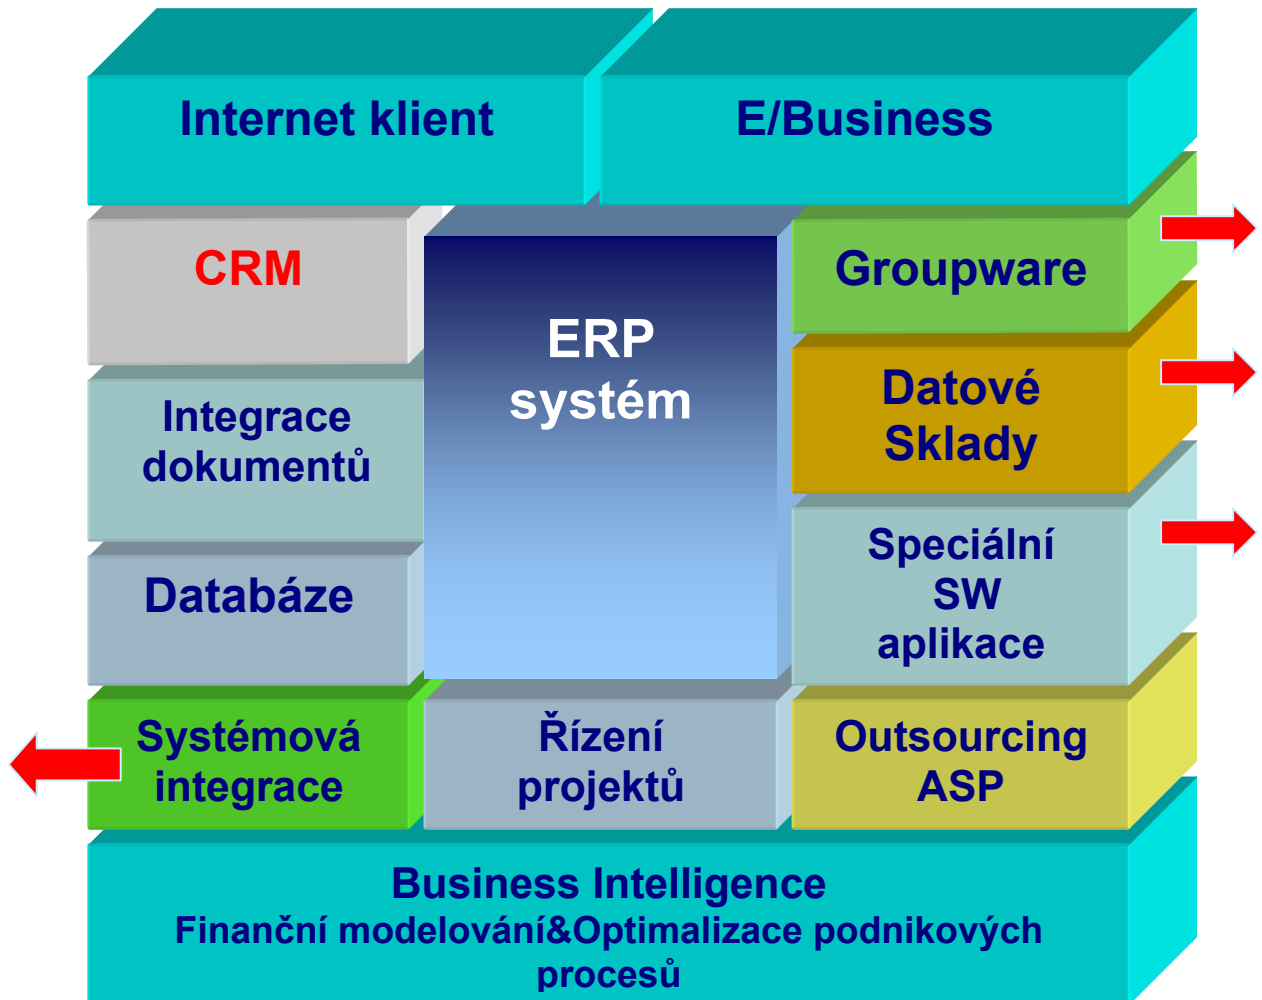 Internet klient
E/Business
CRM
ERP
systém
Groupware
Integrace
dokumentů
Datové
Sklady
Databáze
Speciální
SW
aplikace
Systémová
integrace
Řízení
projektů
Outsourcing
ASP
Business Intelligence
Finanční modelování&Optimalizace podnikových
procesů